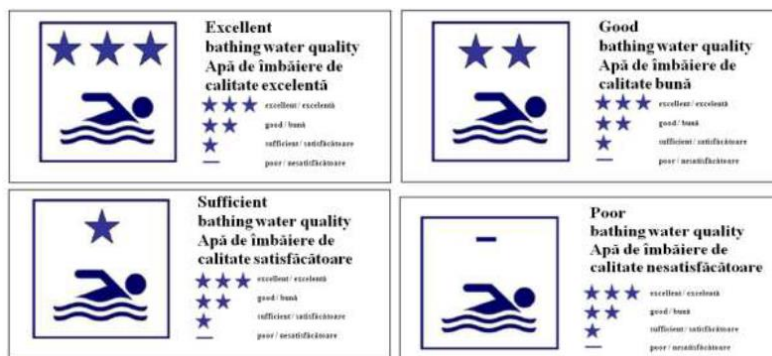 Excellent
bathing water quality
Apă de îmbăiere de
calitate excelentă
excellent / excelentă
good / bună
sufficient / satisfăcătoare
poor / nesatisfăcătoare
Good
bathing water quality
Apă de îmbăiere de
calitate bună
excellent / excelentă
good / bună
sufficient / satisfăcătoare
poor / nesatisfăcătoare
Sufficient
bathing water quality
Apă de îmbăiere de
calitate satisfăcătoare
excellent / excelentă
good / bună
sufficient / satisfăcătoare
poor / nesatisfăcătoare
Poor
bathing water quality
Apă de îmbăiere de
calitate nesatisfăcătoare
excellent / excelentă
good / bună
sufficient / satisfăcătoare
poor / nesatisfăcătoare